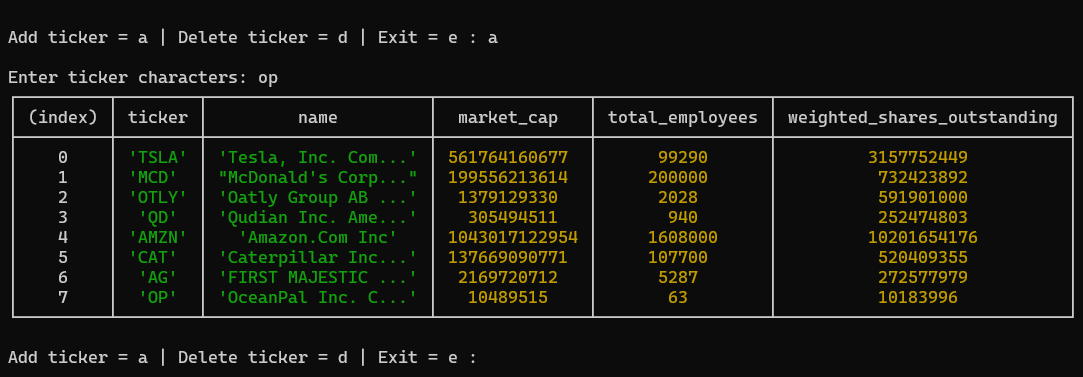 Add ticker = a | Delete ticker = d | Exit = e : a
Enter ticker characters: op
(index) ticker name market_cap total_employees weighted_shares_outstanding
0 'TSLA' 'Tesla, Inc. Com...' 561764160677 99290 3157752449
1 'MCD' "McDonald's Corp..." 199556213614 200000 732423892
2 'OTLY' 'Oatly Group AB ...' 1379129330 2028 591901000
3 'QD' 'Qudian Inc. Ame...' 305494511 940 252474803
4 'AMZN' 'Amazon.Com Inc' 1043017122954 1608000 10201654176
5 'CAT' 'Caterpillar Inc...' 137669090771 107700 520409355
6 'AG' 'FIRST MAJESTIC ...' 2169720712 5287 272577979
7 'OP' 'OceanPal Inc. C...' 10489515 63 10183996
Add ticker = a | Delete ticker = d | Exit = e :